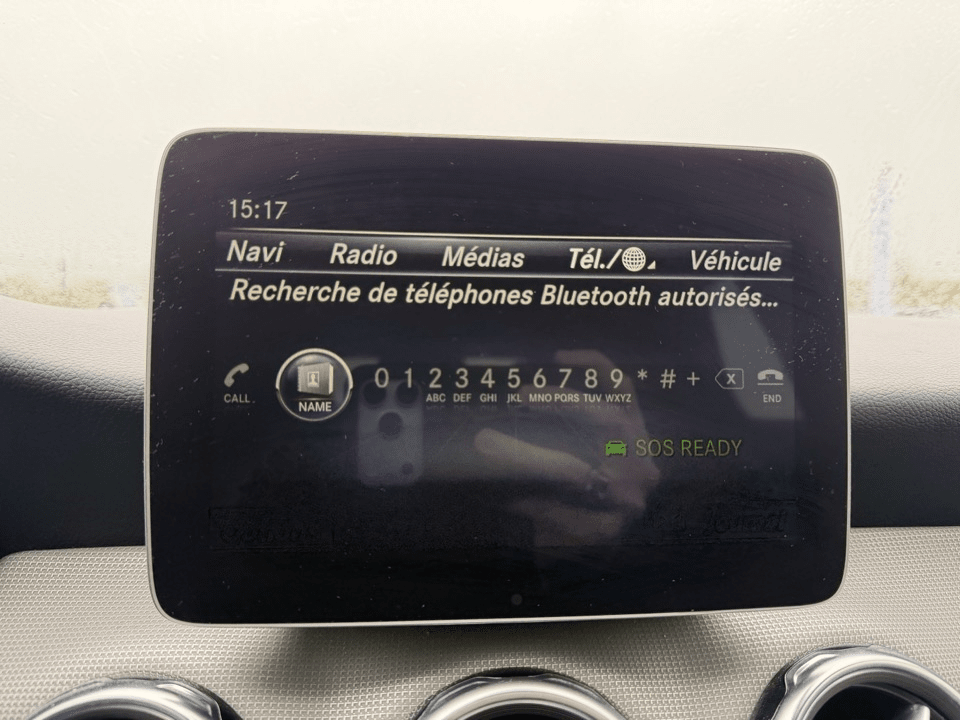 15:17
Navi Radio Médias Tél./ Véhicule
Recherche de téléphones Bluetooth autorisés...
CALL NAME 0 1 2 3 4 5 6 7 8 9 * # + X END
ABC DEF GHI JKL MNO PQRS TUV WXYZ
SOS READY